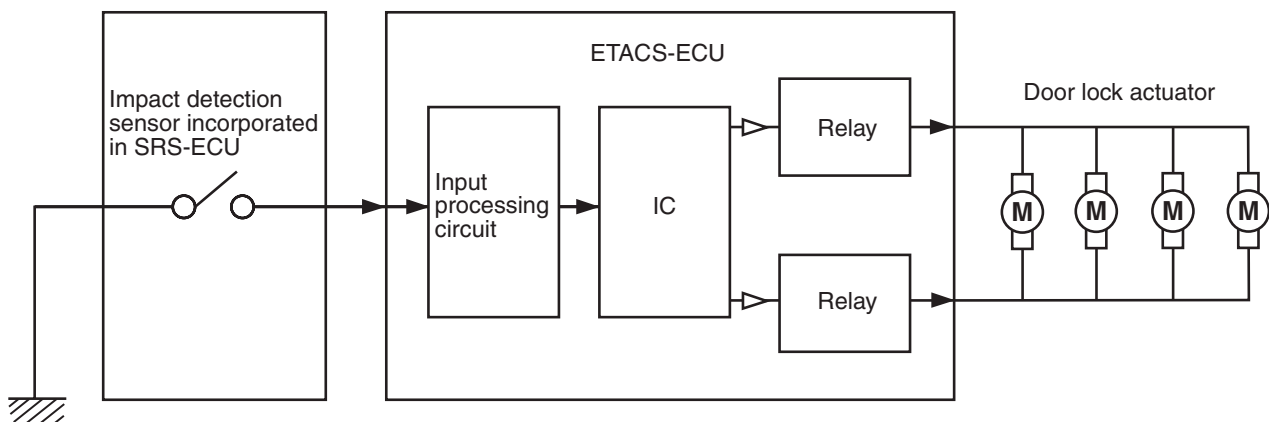 ETACS-ECU
Impact detection
sensor incorporated
in SRS-ECU
Input
processing
circuit
IC
Relay
Relay
Door lock actuator
M
M
M
M